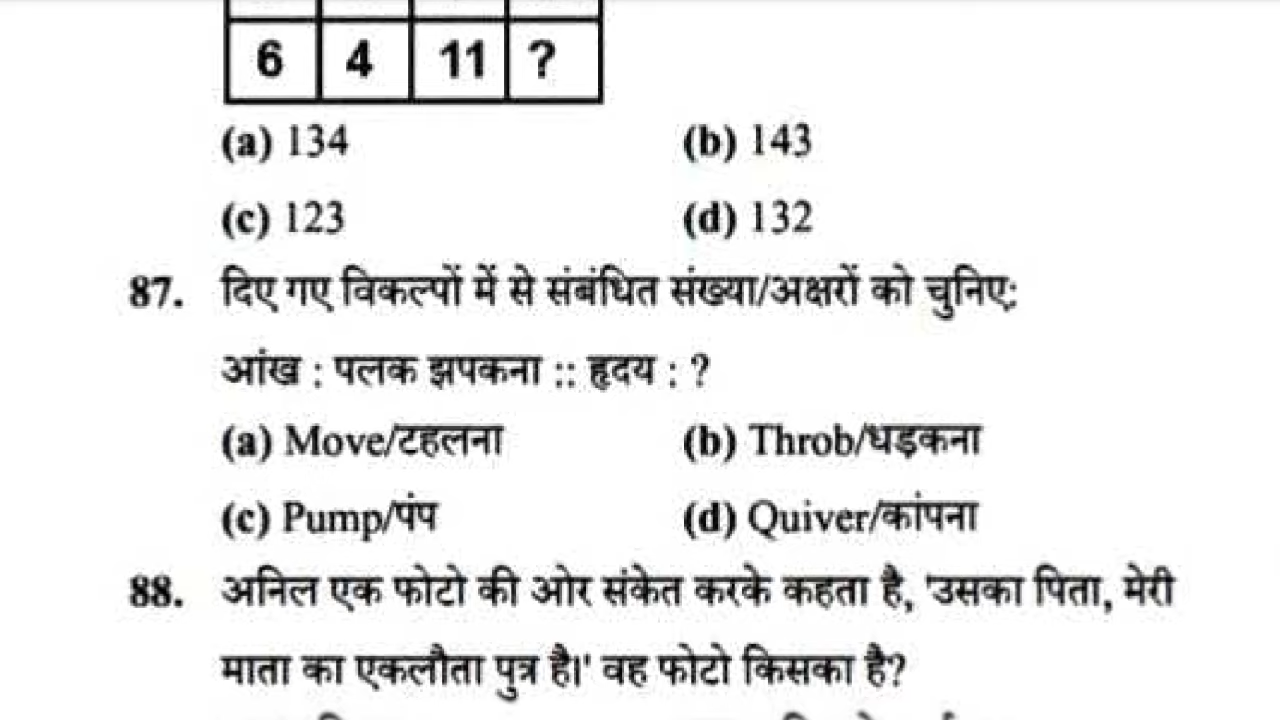 6 4 11 ?
(a) 134 (b) 143
(c) 123 (d) 132
87. दिए गए विकल्पों में से संबंधित संख्या/अक्षरों को चुनिए:
आंख : पलक झपकना :: हृदय : ?
(a) Move/टहलना (b) Throb/धड़कना
(c) Pump/पंप (d) Quiver/कांपना
88. अनिल एक फोटो की ओर संकेत करके कहता है, 'उसका पिता, मेरी
माता का एकलौता पुत्र है।' वह फोटो किसका है?